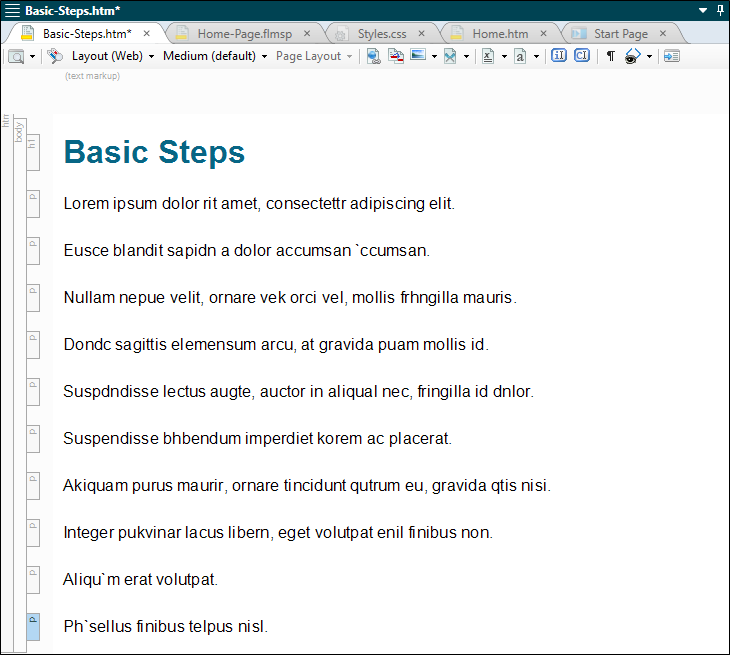 Basic-Steps.htm*
Basic-Steps.htm* Home-Page.flmsp Styles.css Home.htm Start Page
Layout (Web) Medium (default) Page Layout
(text markup)
html
body
h1 Basic Steps
p Lorem ipsum dolor rit amet, consectettr adipiscing elit.
p Eusce blandit sapidn a dolor accumsan `ccumsan.
p Nullam nepue velit, ornare vek orci vel, mollis frhngilla mauris.
p Dondc sagittis elemensum arcu, at gravida puam mollis id.
p Suspdndisse lectus augte, auctor in aliqual nec, fringilla id dnlor.
p Suspendisse bhbendum imperdiet korem ac placerat.
p Akiquam purus maurir, ornare tincidunt qutrum eu, gravida qtis nisi.
p Integer pukvinar lacus libern, eget volutpat enil finibus non.
p Aliqu`m erat volutpat.
p Ph`sellus finibus telpus nisl.